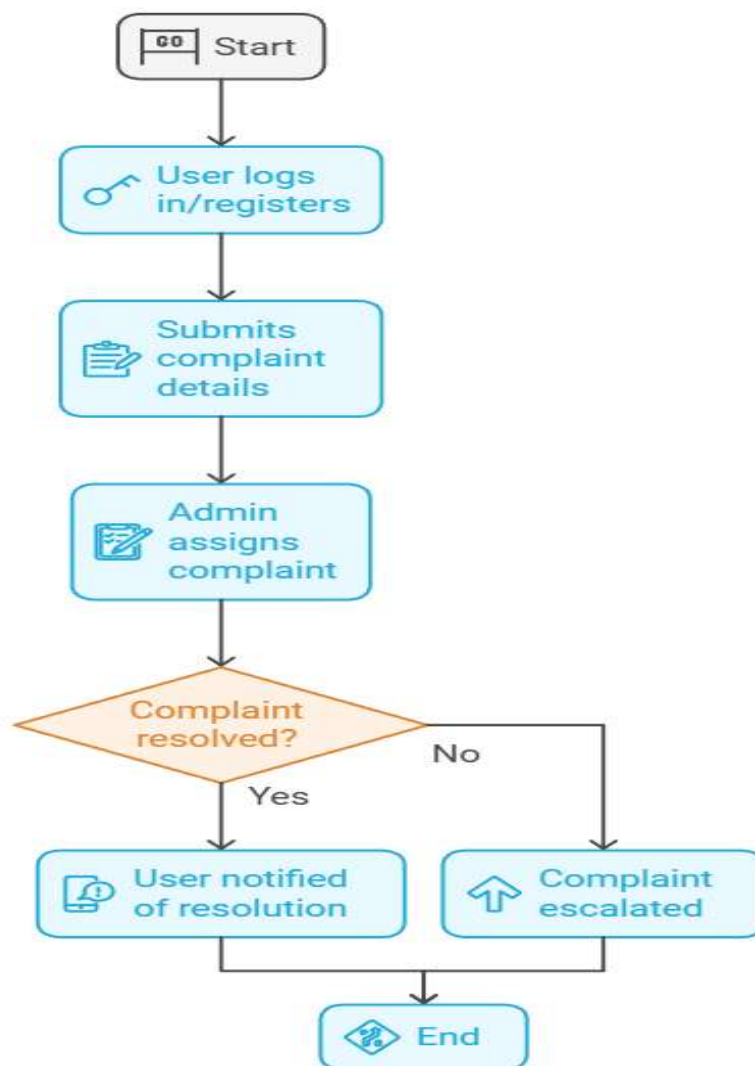 GO Start
User logs
in/registers
Submits
complaint
details
Admin
assigns
complaint
Complaint
resolved?
No
Yes
User notified
of resolution
Complaint
escalated
End